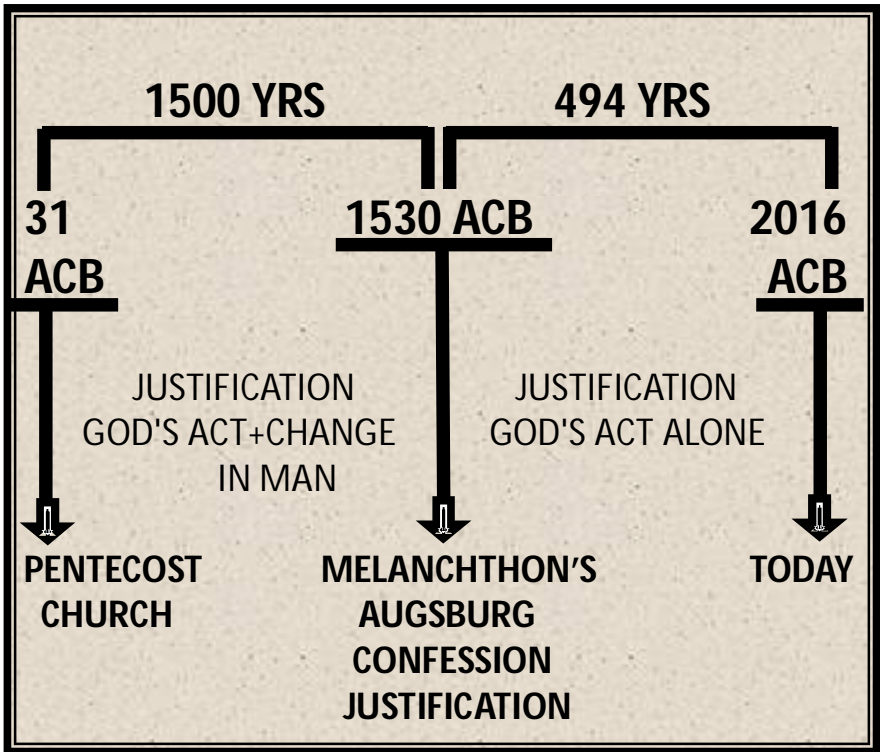 1500 YRS
494 YRS
31
ACB
1530 ACB
2016
ACB
JUSTIFICATION
GOD'S ACT+CHANGE
IN MAN
JUSTIFICATION
GOD'S ACT ALONE
PENTECOST
CHURCH
MELANCHTHON'S
AUGSBURG
CONFESSION
JUSTIFICATION
TODAY